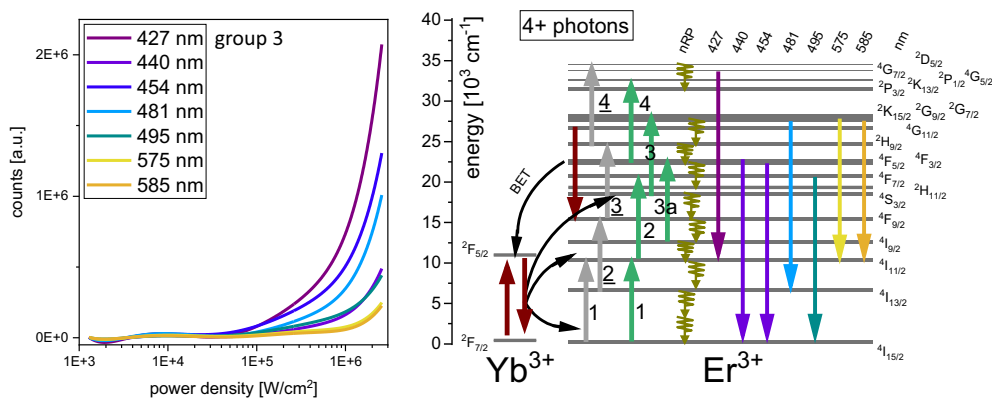 427 nm group 3
440 nm
454 nm
481 nm
495 nm
575 nm
585 nm
2E+6
1E+6
0E+0
counts [a.u.]
1E+3 1E+4 1E+5 1E+6
power density [W/cm²]
energy [10³ cm⁻¹]
40
35
30
25
20
15
10
5
0
4+ photons
nRP 427 440 454 481 495 575 585 nm
²D₅/₂
⁴G₇/₂ ²P₁/₂ ⁴G₅/₂
²P₃/₂ ²K₁₃/₂
²K₁₅/₂ ²G₉/₂ ²G₇/₂
⁴G₁₁/₂
²H₉/₂
⁴F₅/₂ ⁴F₃/₂
⁴F₇/₂
²H₁₁/₂
⁴S₃/₂
⁴F₉/₂
⁴I₉/₂
⁴I₁₁/₂
⁴I₁₃/₂
⁴I₁₅/₂
BET
4 4
3
3 3a
2
2
1 1
²F₅/₂
²F₇/₂
Yb³⁺ Er³⁺